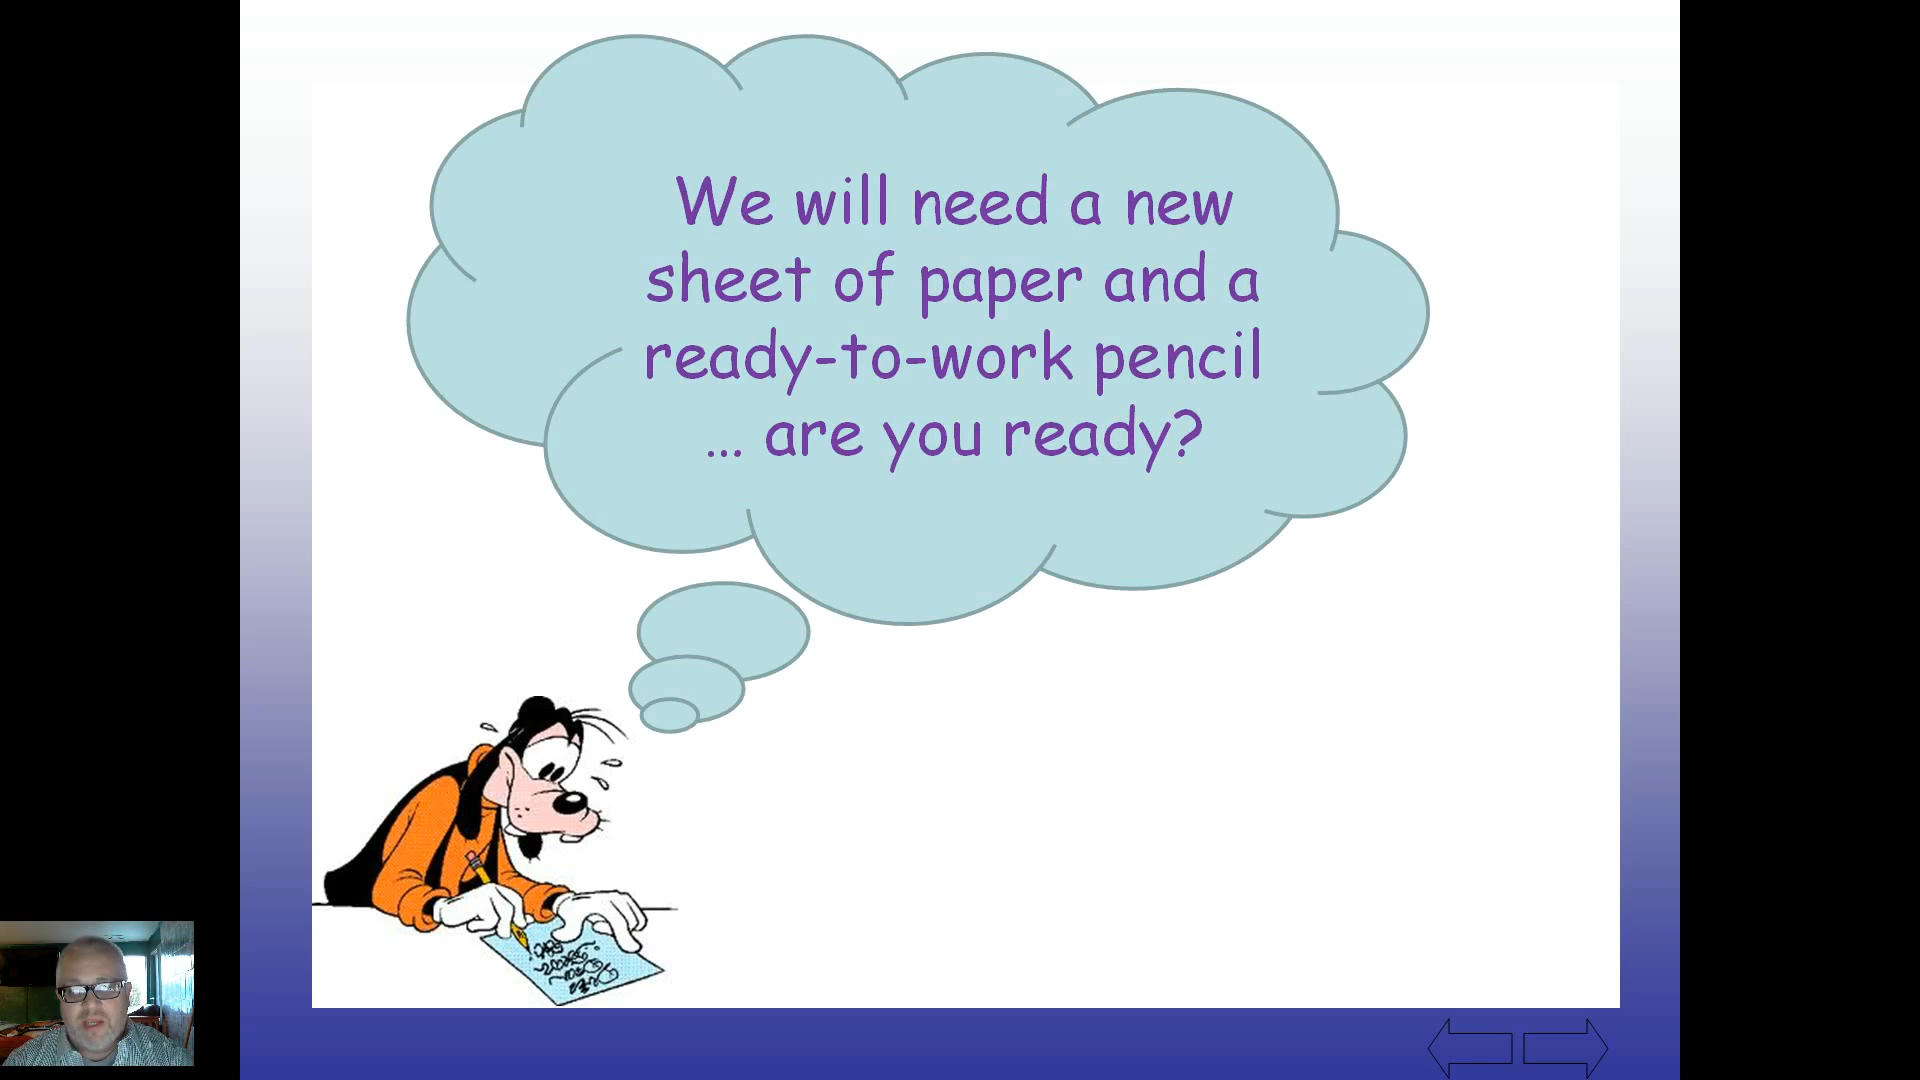 We will need a new
sheet of paper and a
ready-to-work pencil
... are you ready?